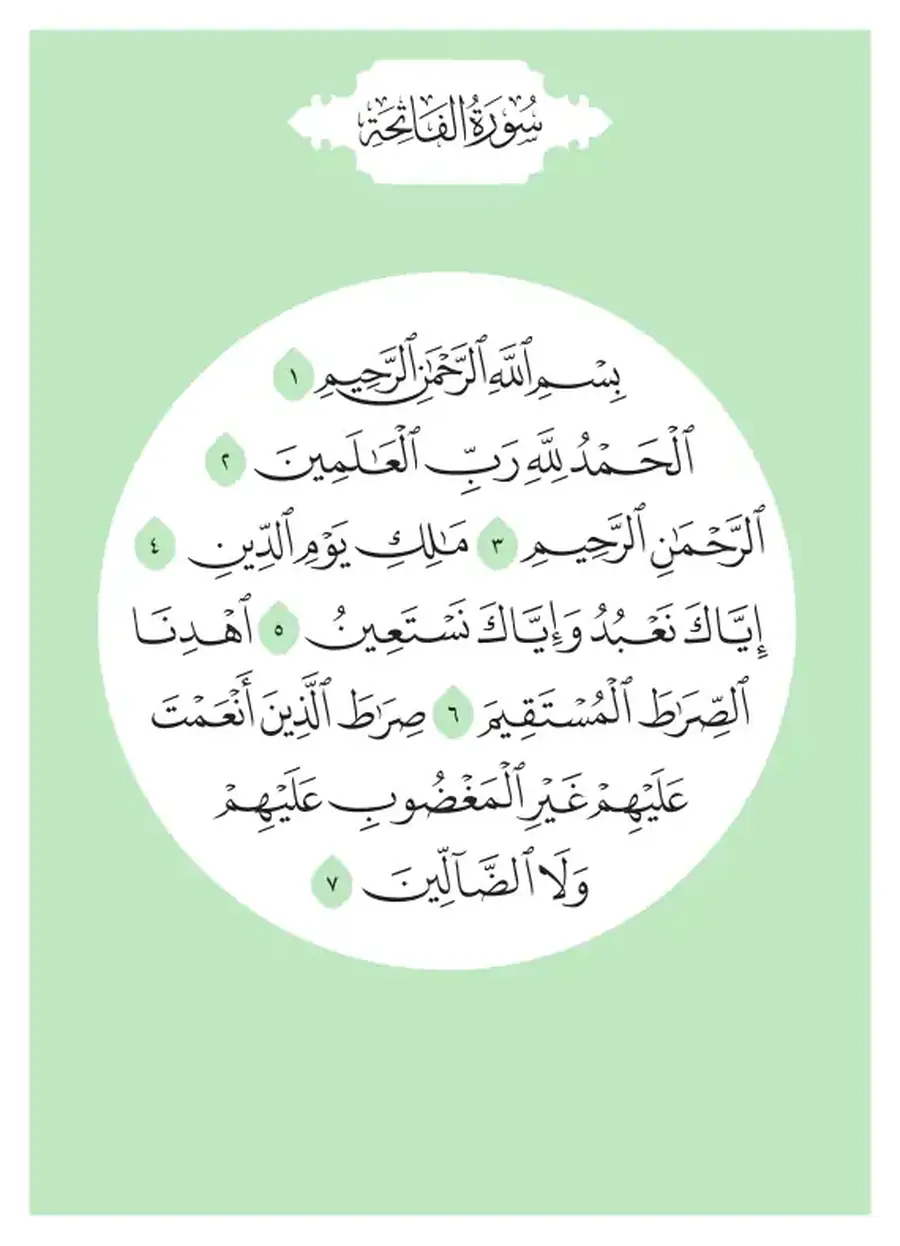 سُورَةُ الفَاتِحَةِ
بِسْمِ ٱللَّهِ ٱلرَّحْمَٰنِ ٱلرَّحِيمِ ١
ٱلْحَمْدُ لِلَّهِ رَبِّ ٱلْعَٰلَمِينَ ٢
ٱلرَّحْمَٰنِ ٱلرَّحِيمِ ٣ مَٰلِكِ يَوْمِ ٱلدِّينِ ٤
إِيَّاكَ نَعْبُدُ وَإِيَّاكَ نَسْتَعِينُ ٥ ٱهْدِنَا
ٱلصِّرَٰطَ ٱلْمُسْتَقِيمَ ٦ صِرَٰطَ ٱلَّذِينَ أَنْعَمْتَ
عَلَيْهِمْ غَيْرِ ٱلْمَغْضُوبِ عَلَيْهِمْ
وَلَا ٱلضَّآلِّينَ ٧